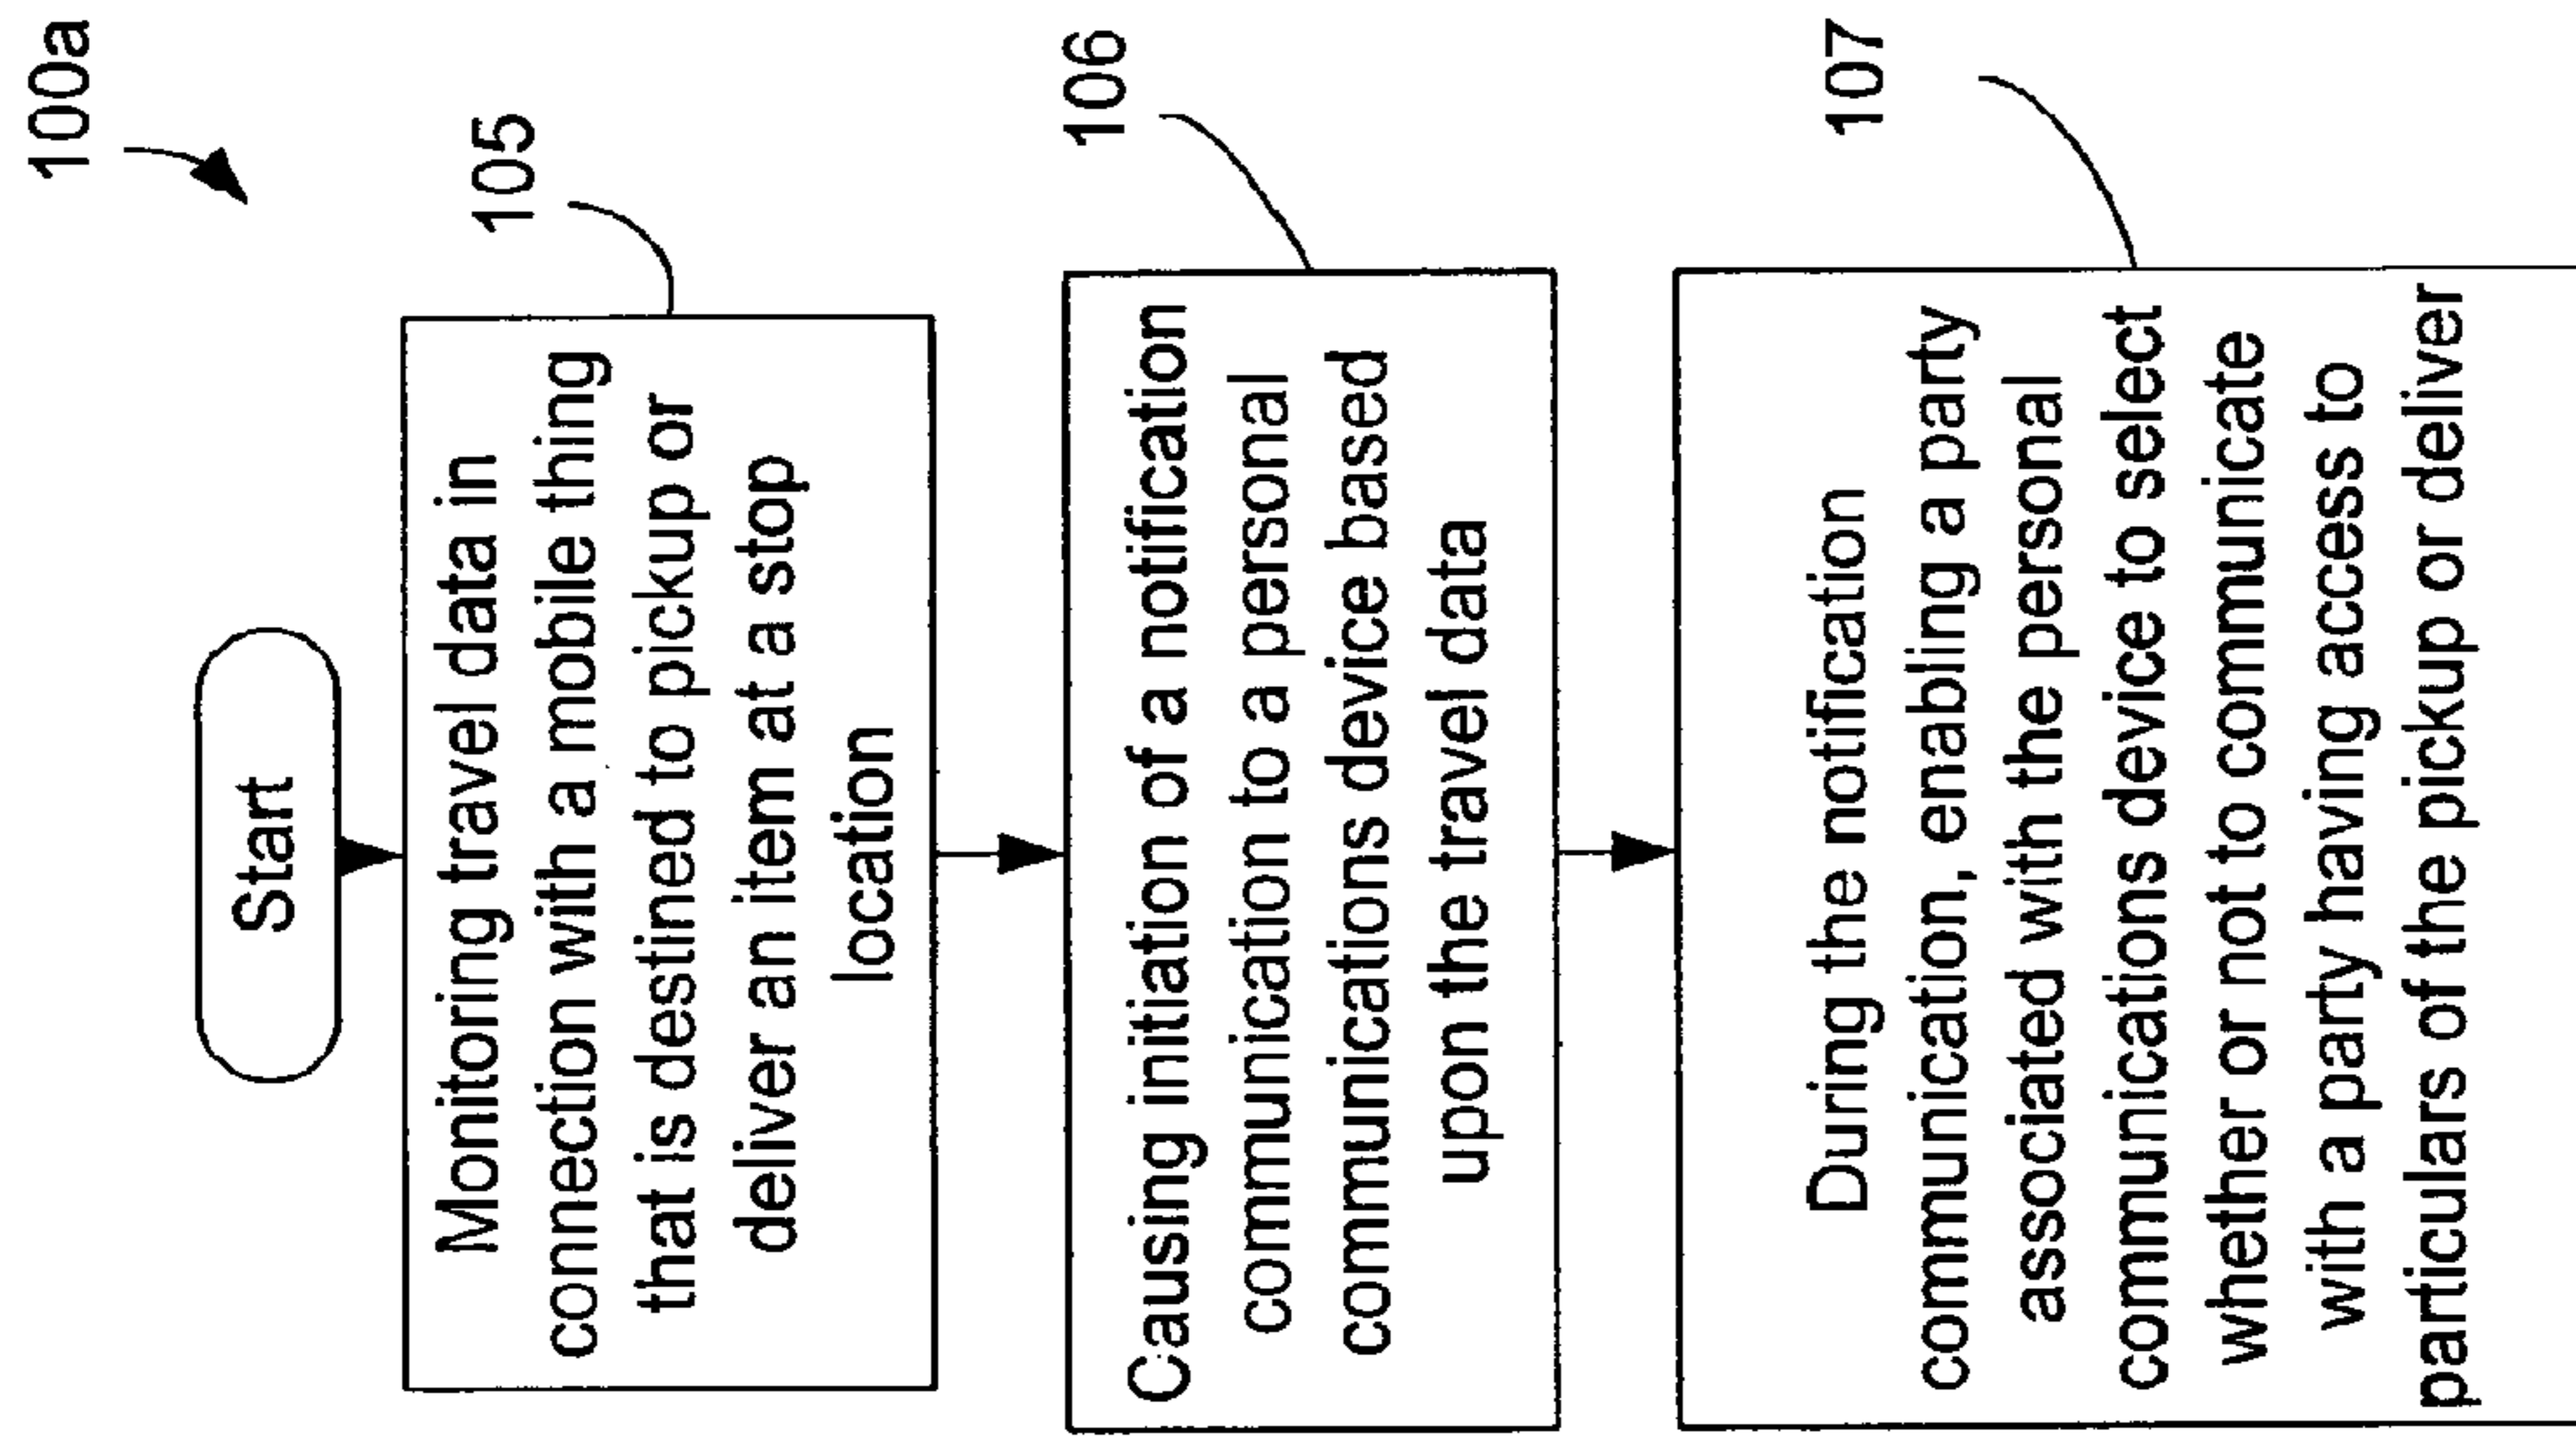 100a
Start
105
Monitoring travel data in
connection with a mobile thing
that is destined to pickup or
deliver an item at a stop
location
106
Causing initiation of a notification
communication to a personal
communications device based
upon the travel data
107
During the notification
communication, enabling a party
associated with the personal
communications device to select
whether or not to communicate
with a party having access to
particulars of the pickup or deliver